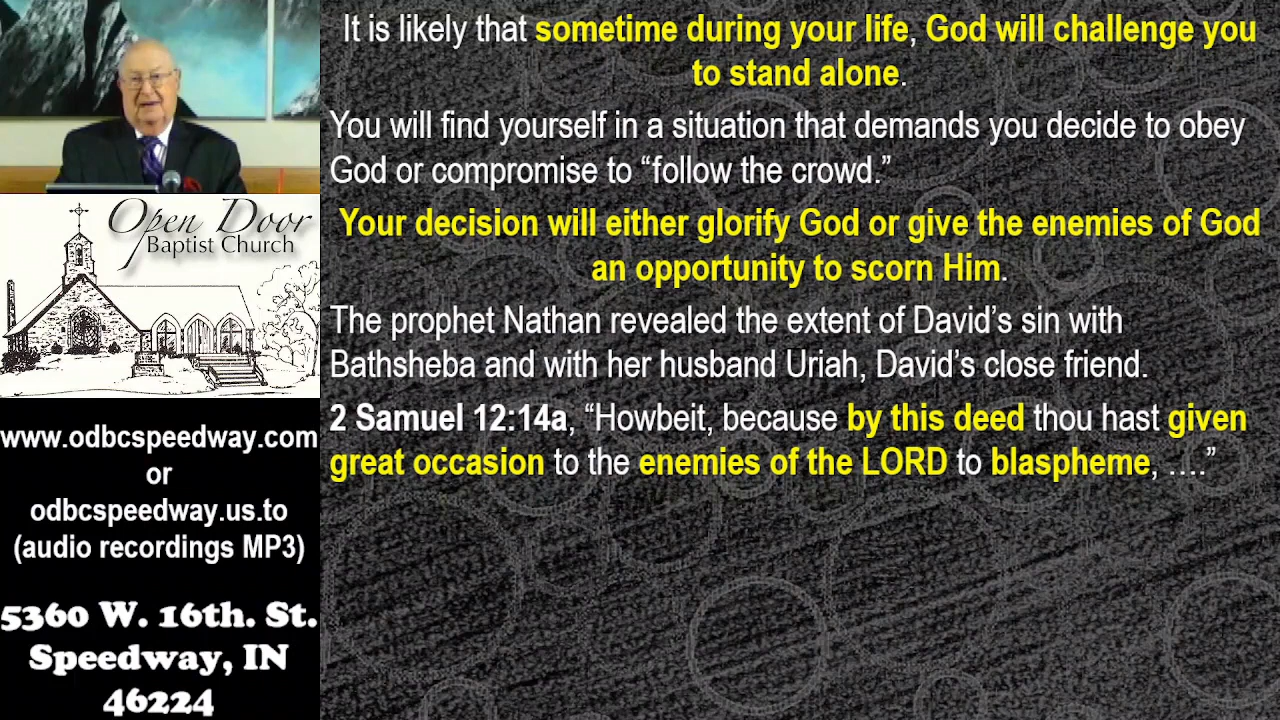 It is likely that sometime during your life, God will challenge you
to stand alone.
You will find yourself in a situation that demands you decide to obey
God or compromise to “follow the crowd.”
Your decision will either glorify God or give the enemies of God
an opportunity to scorn Him.
The prophet Nathan revealed the extent of David’s sin with
Bathsheba and with her husband Uriah, David’s close friend.
2 Samuel 12:14a, “Howbeit, because by this deed thou hast given
great occasion to the enemies of the LORD to blaspheme, ….”
Open Door
Baptist Church
www.odbcspeedway.com
or
odbcspeedway.us.to
(audio recordings MP3)
5360 W. 16th. St.
Speedway, IN
46224